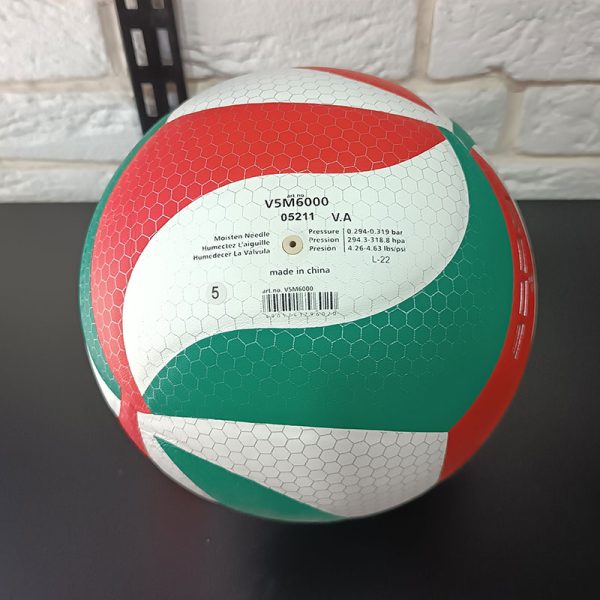 art.no.
V5M6000
05211 V.A
Moisten Needle
Humectez L'aiguille
Humedecer La Valvula
Pressure 0.294-0.319 bar
Pression 294.3-318.8 hpa
Presion 4.26-4.63 lbs/psi
L-22
made in china
5
art.no. V5M6000